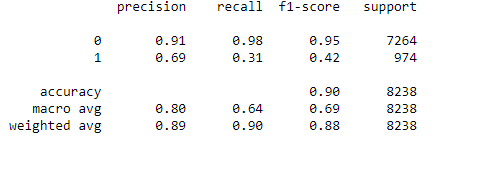 precision recall f1-score support
0 0.91 0.98 0.95 7264
1 0.69 0.31 0.42 974
accuracy 0.90 8238
macro avg 0.80 0.64 0.69 8238
weighted avg 0.89 0.90 0.88 8238